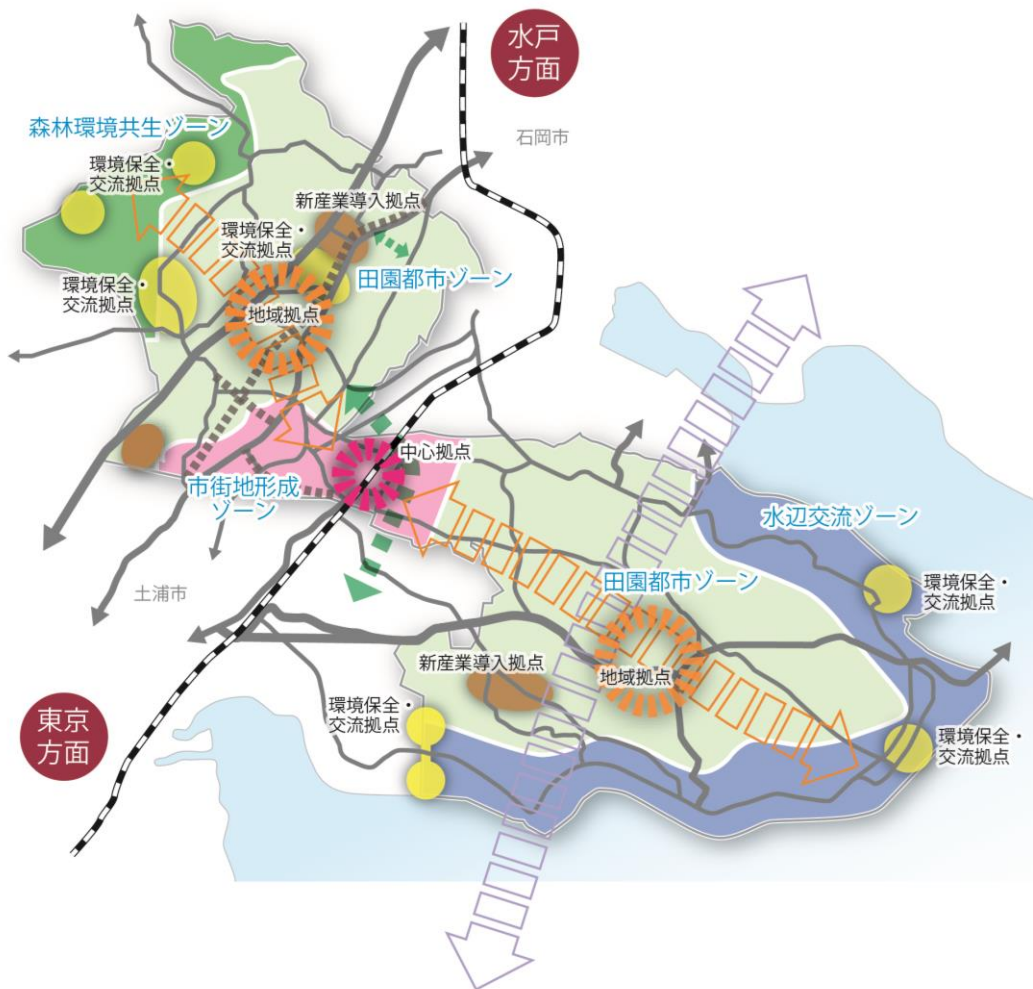 水戸
方面
石岡市
森林環境共生ゾーン
環境保全・
交流拠点
新産業導入拠点
環境保全・
交流拠点
田園都市ゾーン
環境保全・
交流拠点
地域拠点
中心拠点
市街地形成
ゾーン
水辺交流ゾーン
土浦市
田園都市ゾーン
環境保全・
交流拠点
新産業導入拠点
地域拠点
環境保全・
交流拠点
東京
方面
環境保全・
交流拠点